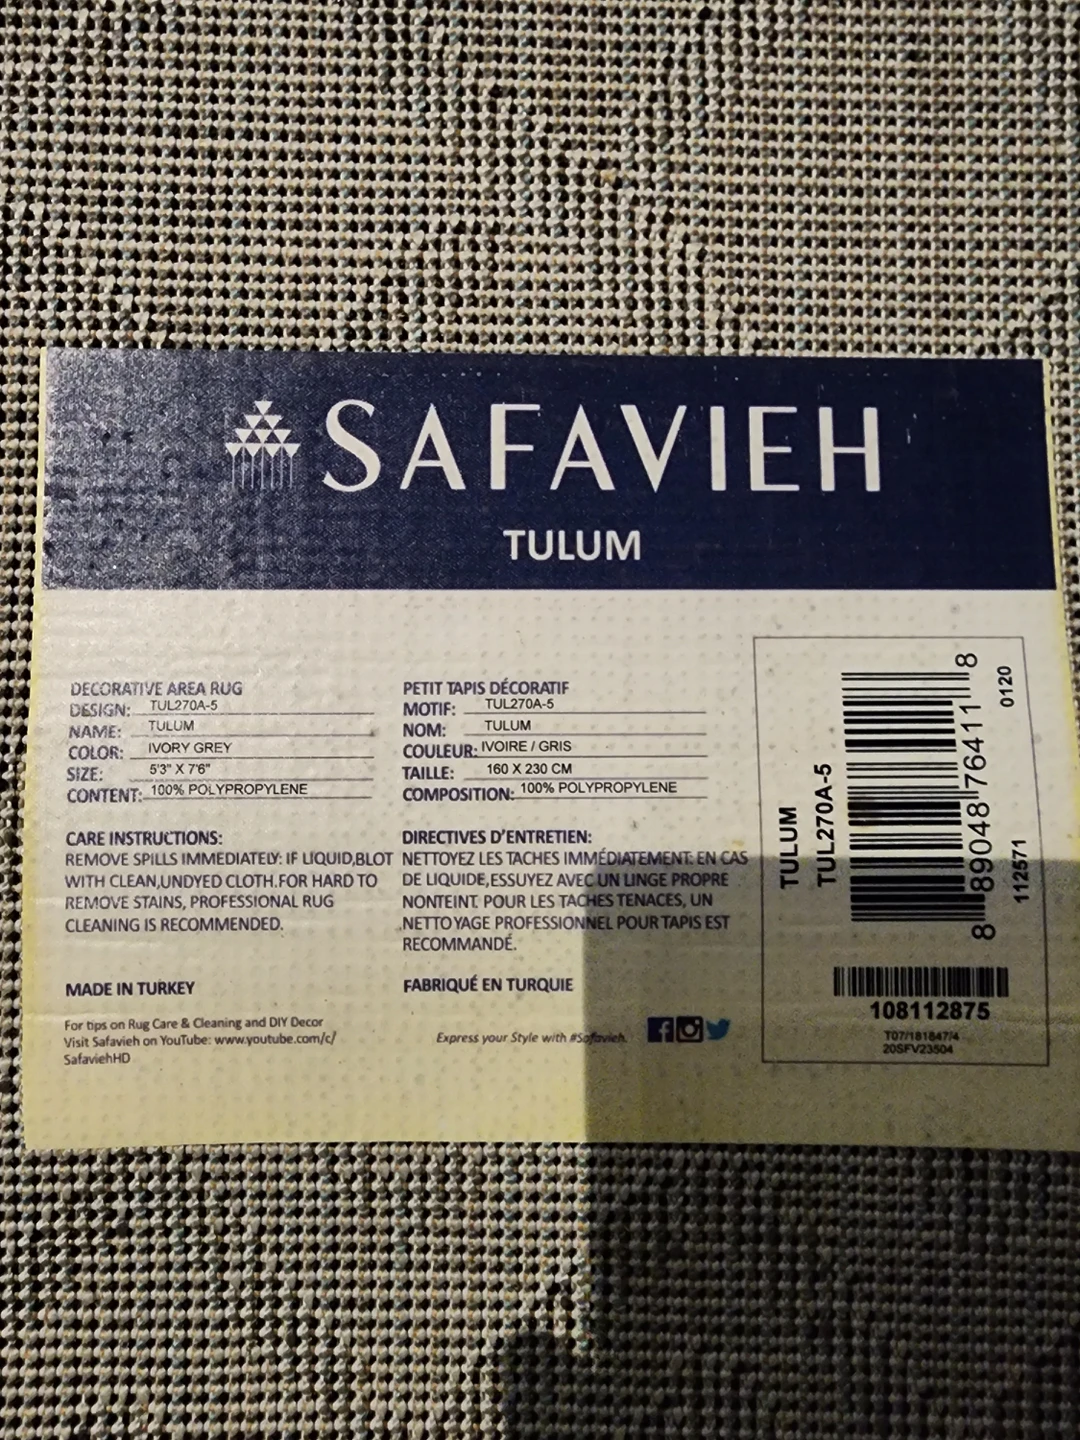 SAFAVIEH
TULUM
DECORATIVE AREA RUG
DESIGN: TUL270A-5
NAME: TULUM
COLOR: IVORY GREY
SIZE: 5'3" X 7'6"
CONTENT: 100% POLYPROPYLENE
CARE INSTRUCTIONS:
REMOVE SPILLS IMMEDIATELY: IF LIQUID,BLOT
WITH CLEAN,UNDYED CLOTH.FOR HARD TO
REMOVE STAINS, PROFESSIONAL RUG
CLEANING IS RECOMMENDED.
MADE IN TURKEY
For tips on Rug Care & Cleaning and DIY Decor
Visit Safavieh on YouTube: www.youtube.com/c/
SafaviehHD
PETIT TAPIS DÉCORATIF
MOTIF: TUL270A-5
NOM: TULUM
COULEUR: IVOIRE / GRIS
TAILLE: 160 X 230 CM
COMPOSITION: 100% POLYPROPYLENE
DIRECTIVES D'ENTRETIEN:
NETTOYEZ LES TACHES IMMÉDIATEMENT: EN CAS
DE LIQUIDE,ESSUYEZ AVEC UN LINGE PROPRE
NONTEINT. POUR LES TACHES TENACES, UN
NETTO YAGE PROFESSIONNEL POUR TAPIS EST
RECOMMANDÉ.
FABRIQUÉ EN TURQUIE
Express your Style with #Safavieh.
TULUM
TUL270A-5
8 89048 76411 8
112571
0120
108112875
T07/181847/4
20SFV23504